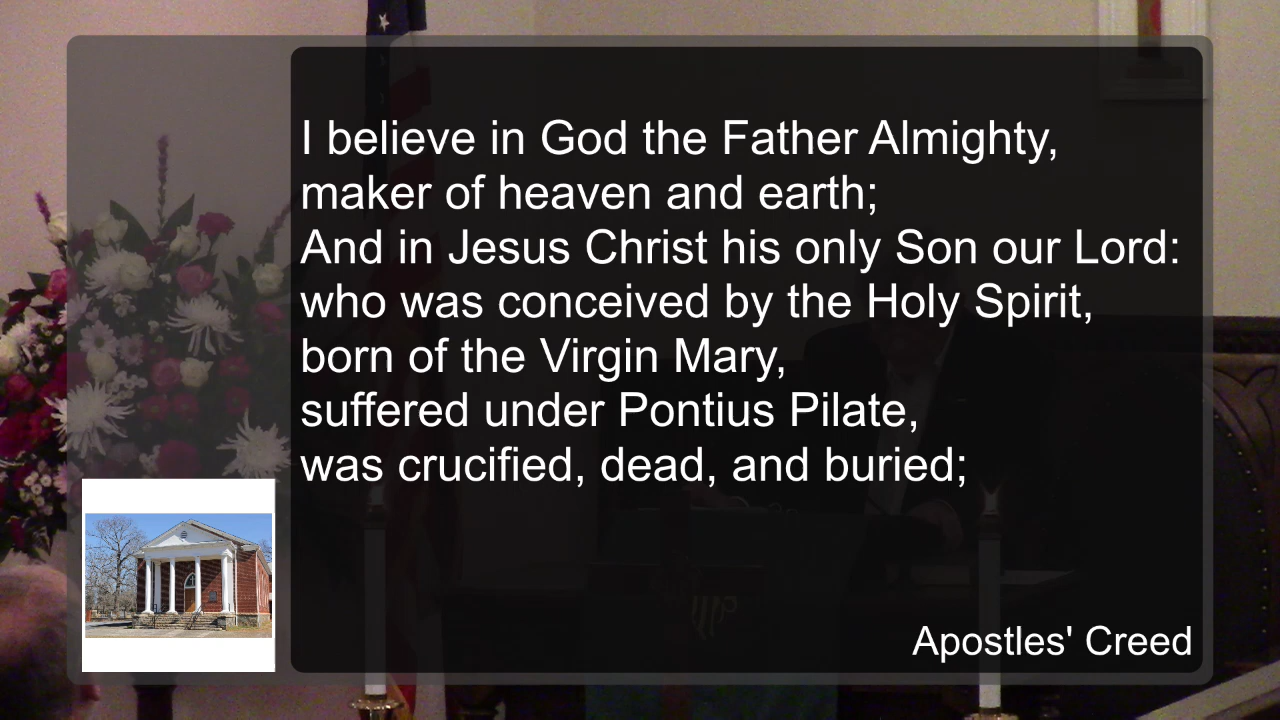 I believe in God the Father Almighty,
maker of heaven and earth;
And in Jesus Christ his only Son our Lord:
who was conceived by the Holy Spirit,
born of the Virgin Mary,
suffered under Pontius Pilate,
was crucified, dead, and buried;
Apostles' Creed